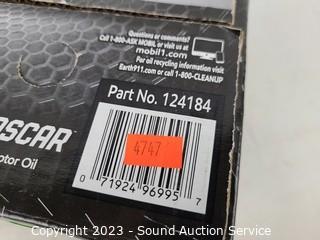 Questions or comments?
Call 1-800-ASK MOBIL or visit us at
mobil1.com
For oil recycling information visit
Earth911.com or call 1-800-CLEANUP
Part No. 124184
OSCAR
otor Oil
4747
0 71924 96995 7
Copyright 2023 - Sound Auction Service